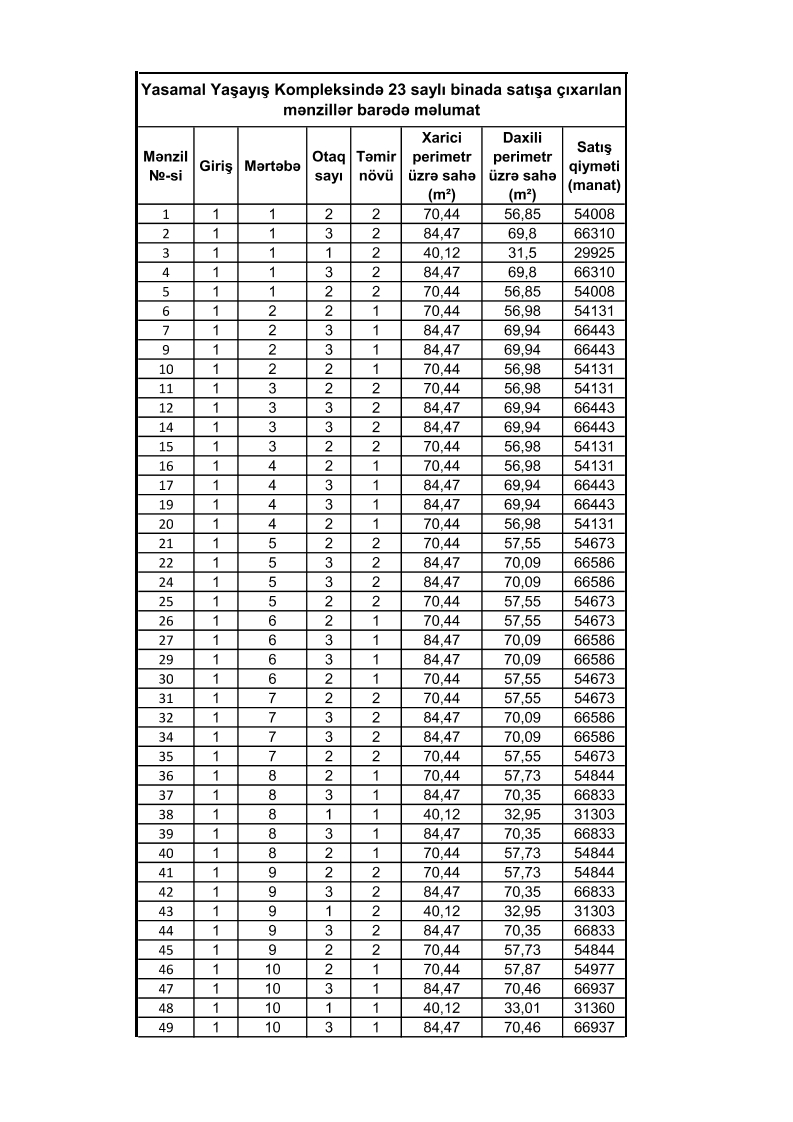 Yasamal Yaşayış Kompleksində 23 saylı binada satışa çıxarılan
mənzillər barədə məlumat
Mənzil №-si Giriş Mərtəbə Otaq sayı Təmir növü Xarici perimetr üzrə sahə (m²) Daxili perimetr üzrə sahə (m²) Satış qiyməti (manat)
1 1 1 2 2 70,44 56,85 54008
2 1 1 3 2 84,47 69,8 66310
3 1 1 1 2 40,12 31,5 29925
4 1 1 3 2 84,47 69,8 66310
5 1 1 2 2 70,44 56,85 54008
6 1 2 2 1 70,44 56,98 54131
7 1 2 3 1 84,47 69,94 66443
9 1 2 3 1 84,47 69,94 66443
10 1 2 2 1 70,44 56,98 54131
11 1 3 2 2 70,44 56,98 54131
12 1 3 3 2 84,47 69,94 66443
14 1 3 3 2 84,47 69,94 66443
15 1 3 2 2 70,44 56,98 54131
16 1 4 2 1 70,44 56,98 54131
17 1 4 3 1 84,47 69,94 66443
19 1 4 3 1 84,47 69,94 66443
20 1 4 2 1 70,44 56,98 54131
21 1 5 2 2 70,44 57,55 54673
22 1 5 3 2 84,47 70,09 66586
24 1 5 3 2 84,47 70,09 66586
25 1 5 2 2 70,44 57,55 54673
26 1 6 2 1 70,44 57,55 54673
27 1 6 3 1 84,47 70,09 66586
29 1 6 3 1 84,47 70,09 66586
30 1 6 2 1 70,44 57,55 54673
31 1 7 2 2 70,44 57,55 54673
32 1 7 3 2 84,47 70,09 66586
34 1 7 3 2 84,47 70,09 66586
35 1 7 2 2 70,44 57,55 54673
36 1 8 2 1 70,44 57,73 54844
37 1 8 3 1 84,47 70,35 66833
38 1 8 1 1 40,12 32,95 31303
39 1 8 3 1 84,47 70,35 66833
40 1 8 2 1 70,44 57,73 54844
41 1 9 2 2 70,44 57,73 54844
42 1 9 3 2 84,47 70,35 66833
43 1 9 1 2 40,12 32,95 31303
44 1 9 3 2 84,47 70,35 66833
45 1 9 2 2 70,44 57,73 54844
46 1 10 2 1 70,44 57,87 54977
47 1 10 3 1 84,47 70,46 66937
48 1 10 1 1 40,12 33,01 31360
49 1 10 3 1 84,47 70,46 66937